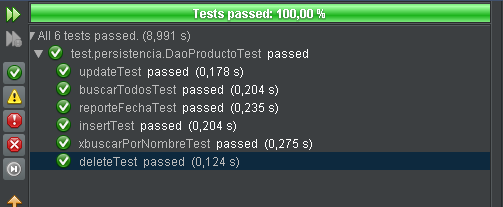 Tests passed: 100,00 %
All 6 tests passed. (8,991 s)
test.persistencia.DaoProductoTest passed
updateTest passed (0,178 s)
buscarTodosTest passed (0,204 s)
reporteFechaTest passed (0,235 s)
insertTest passed (0,204 s)
xbuscarPorNombreTest passed (0,275 s)
deleteTest passed (0,124 s)